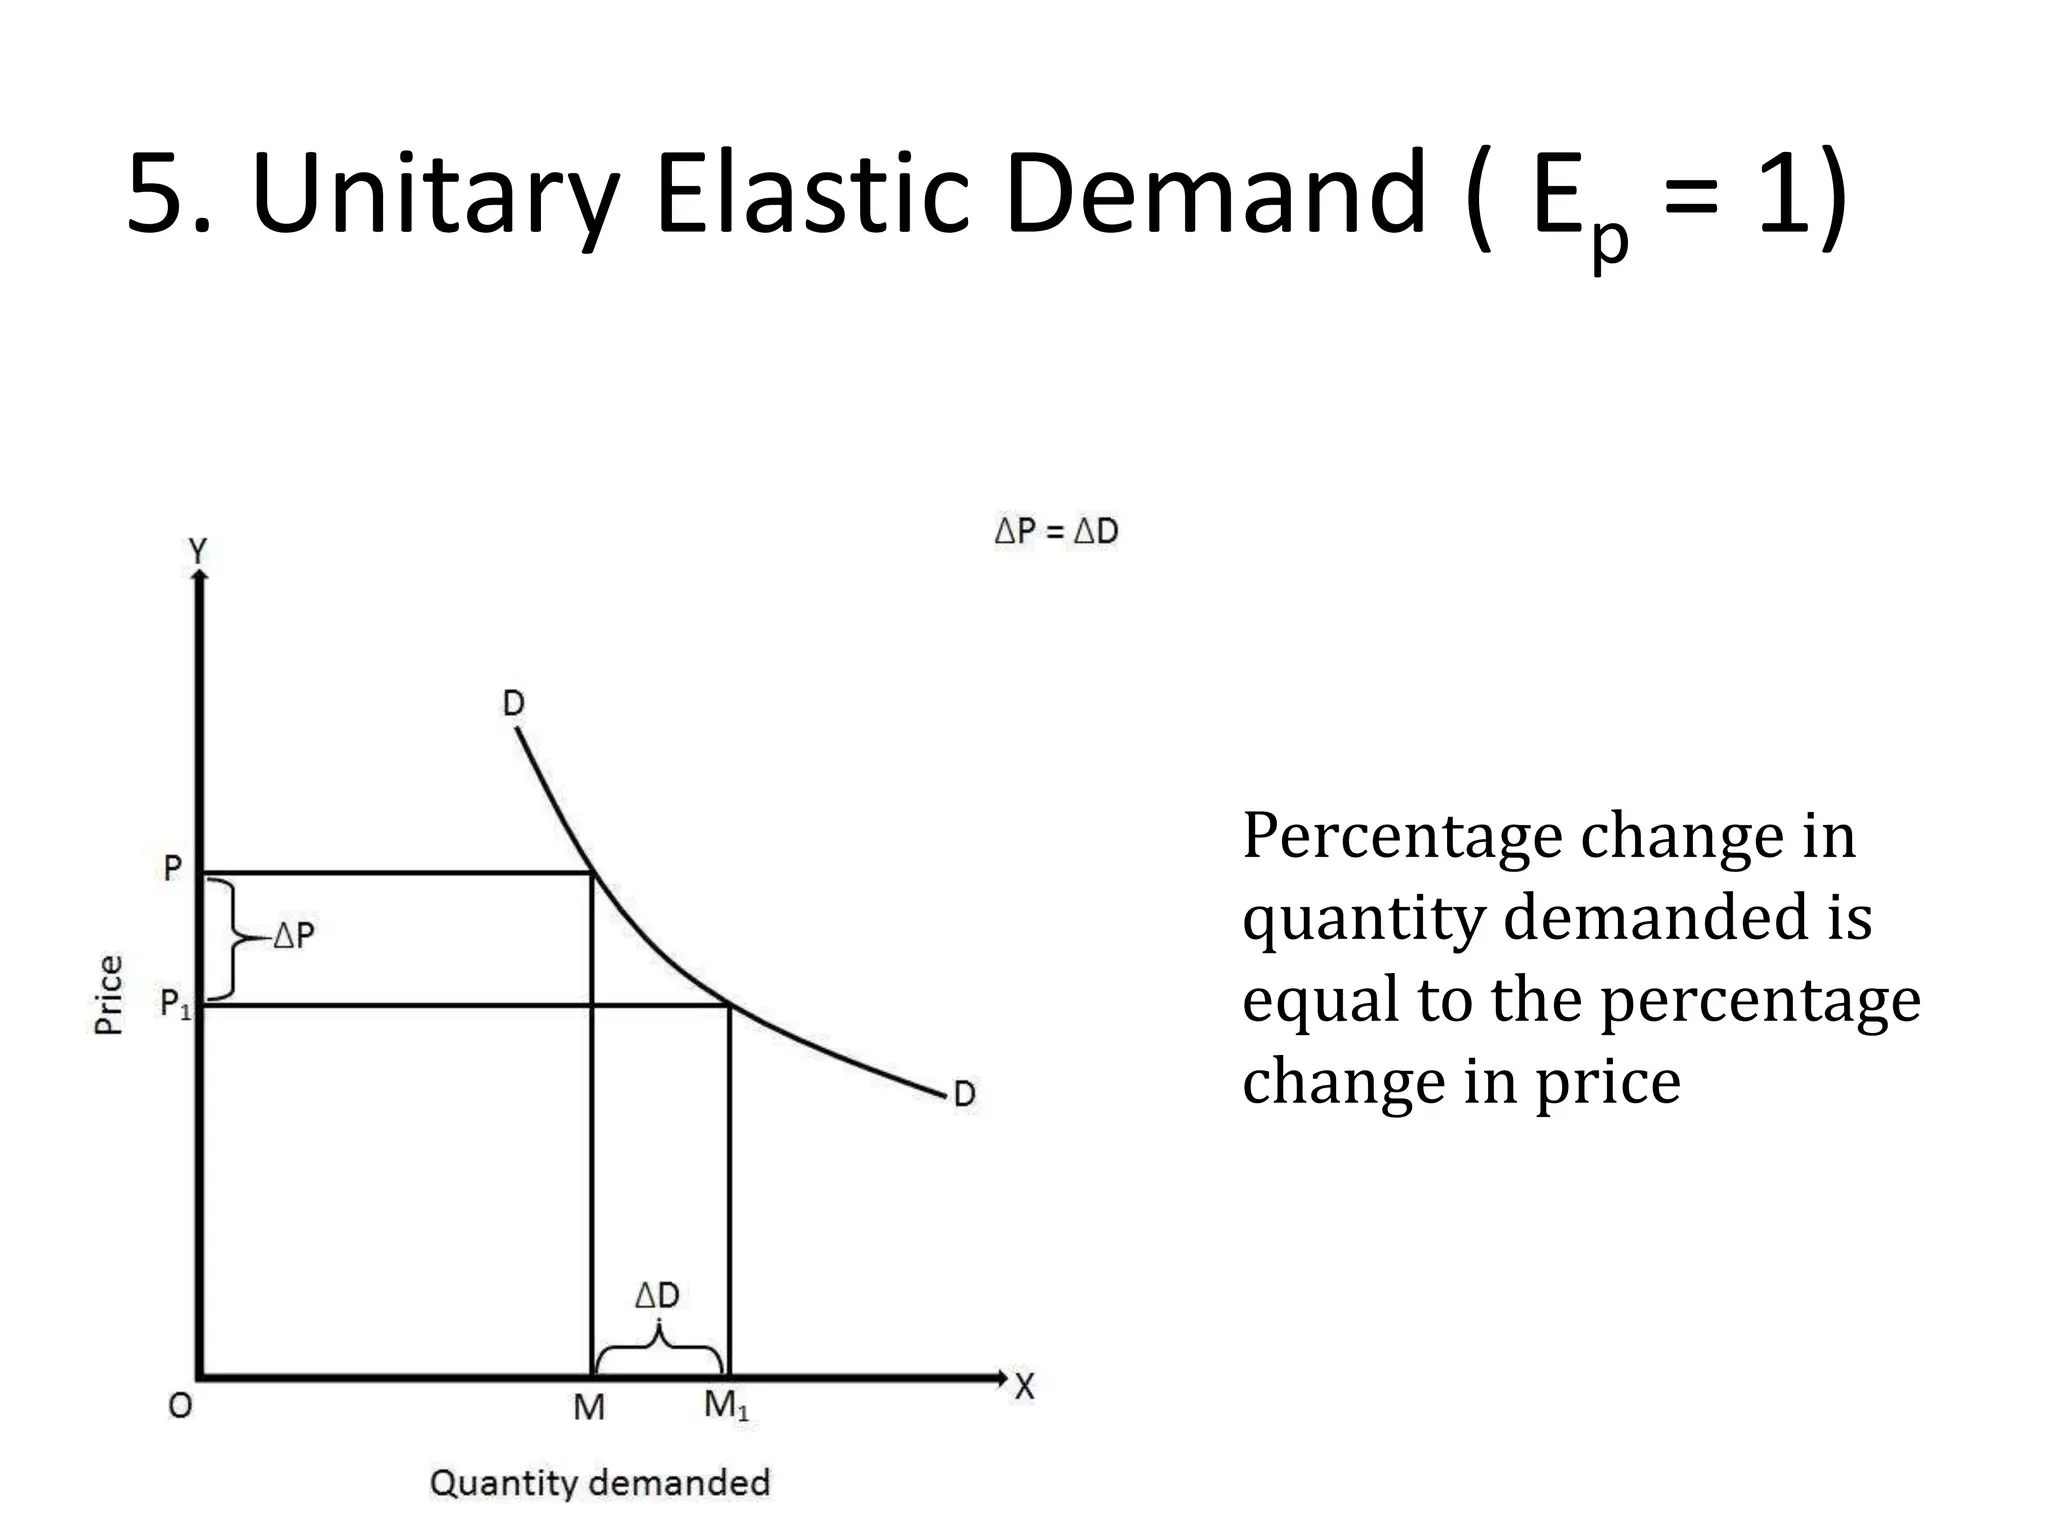 5. Unitary Elastic Demand ( Eₚ = 1)
ΔP = ΔD
Y
D
Percentage change in
quantity demanded is
equal to the percentage
change in price
P
ΔP
Price
P₁
D
ΔD
X
O
M
M₁
Quantity demanded